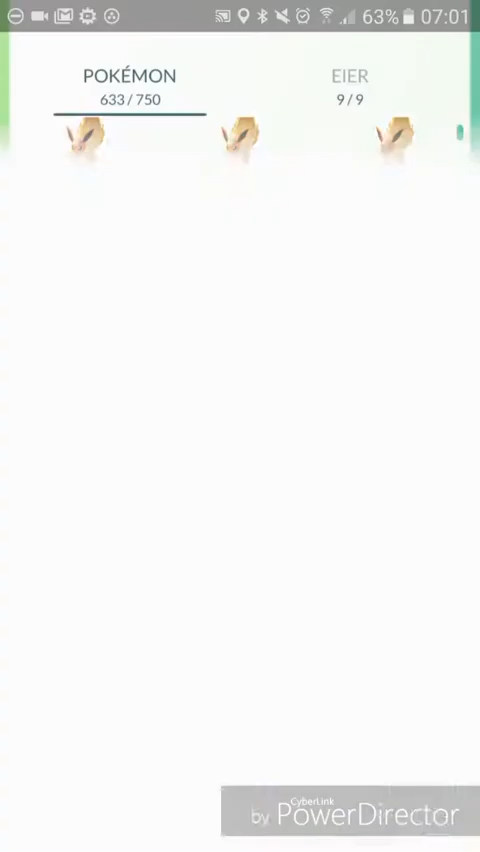 63% 07:01
POKÉMON
633 / 750
EIER
9 / 9
CyberLink
by PowerDirector